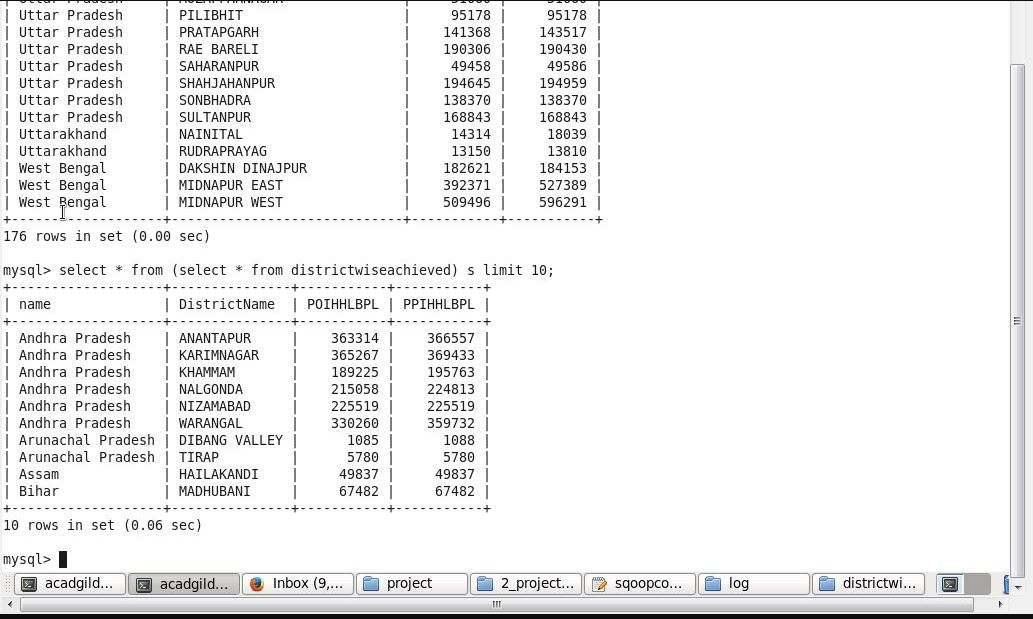 | Uttar Pradesh     | PILIBHIT                     |     95178 |     95178 |
| Uttar Pradesh     | PRATAPGARH                   |    141368 |    143517 |
| Uttar Pradesh     | RAE BARELI                   |    190306 |    190430 |
| Uttar Pradesh     | SAHARANPUR                   |     49458 |     49586 |
| Uttar Pradesh     | SHAHJAHANPUR                 |    194645 |    194959 |
| Uttar Pradesh     | SONBHADRA                    |    138370 |    138370 |
| Uttar Pradesh     | SULTANPUR                    |    168843 |    168843 |
| Uttarakhand       | NAINITAL                     |     14314 |     18039 |
| Uttarakhand       | RUDRAPRAYAG                  |     13150 |     13810 |
| West Bengal       | DAKSHIN DINAJPUR             |    182621 |    184153 |
| West Bengal       | MIDNAPUR EAST                |    392371 |    527389 |
| West Bengal       | MIDNAPUR WEST                |    509496 |    596291 |
+-------------------+------------------------------+-----------+-----------+
176 rows in set (0.00 sec)
mysql> select * from (select * from districtwiseachieved) s limit 10;
+-------------------+---------------+-----------+-----------+
| name              | DistrictName  | POIHHLBPL | PPIHHLBPL |
+-------------------+---------------+-----------+-----------+
| Andhra Pradesh    | ANANTAPUR     |    363314 |    366557 |
| Andhra Pradesh    | KARIMNAGAR    |    365267 |    369433 |
| Andhra Pradesh    | KHAMMAM       |    189225 |    195763 |
| Andhra Pradesh    | NALGONDA      |    215058 |    224813 |
| Andhra Pradesh    | NIZAMABAD     |    225519 |    225519 |
| Andhra Pradesh    | WARANGAL      |    330260 |    359732 |
| Arunachal Pradesh | DIBANG VALLEY |      1085 |      1088 |
| Arunachal Pradesh | TIRAP         |      5780 |      5780 |
| Assam             | HAILAKANDI    |     49837 |     49837 |
| Bihar             | MADHUBANI     |     67482 |     67482 |
+-------------------+---------------+-----------+-----------+
10 rows in set (0.06 sec)
mysql>
acadgild... acadgild... Inbox (9,... project 2_project... sqoopco... log districtwi...